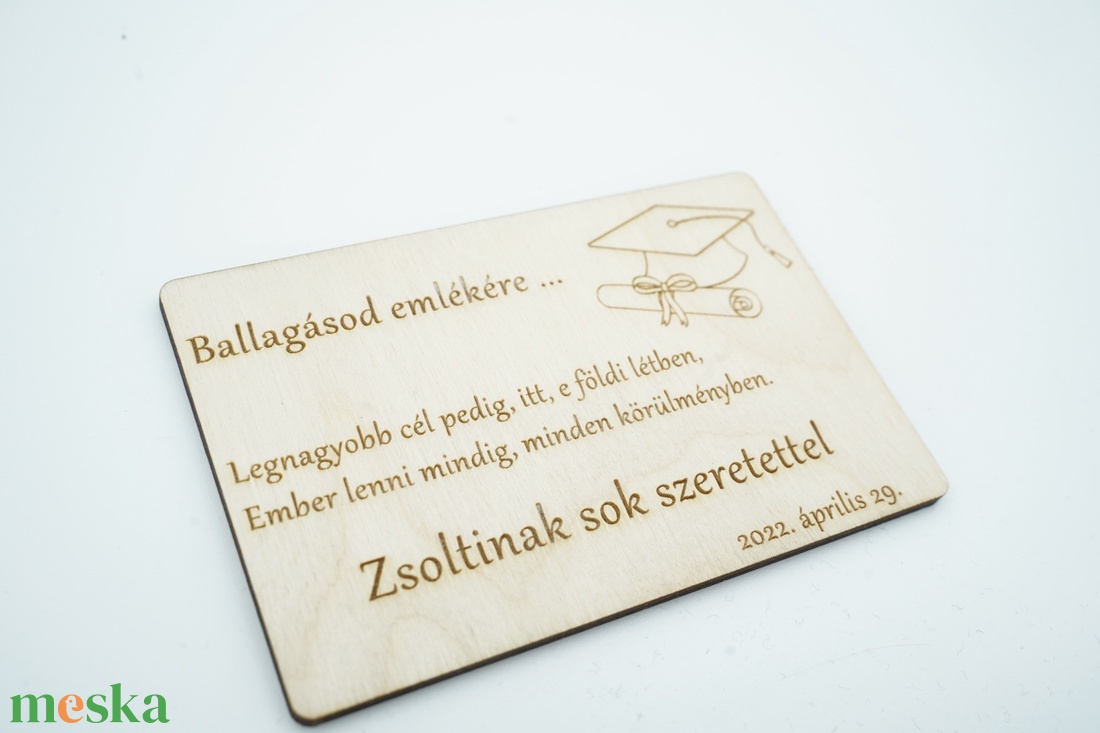 Ballagásod emlékére ...
Legnagyobb cél pedig, itt, e földi létben,
Ember lenni mindig, minden körülményben.
Zsoltinak sok szeretettel
2022. április 29.
meska